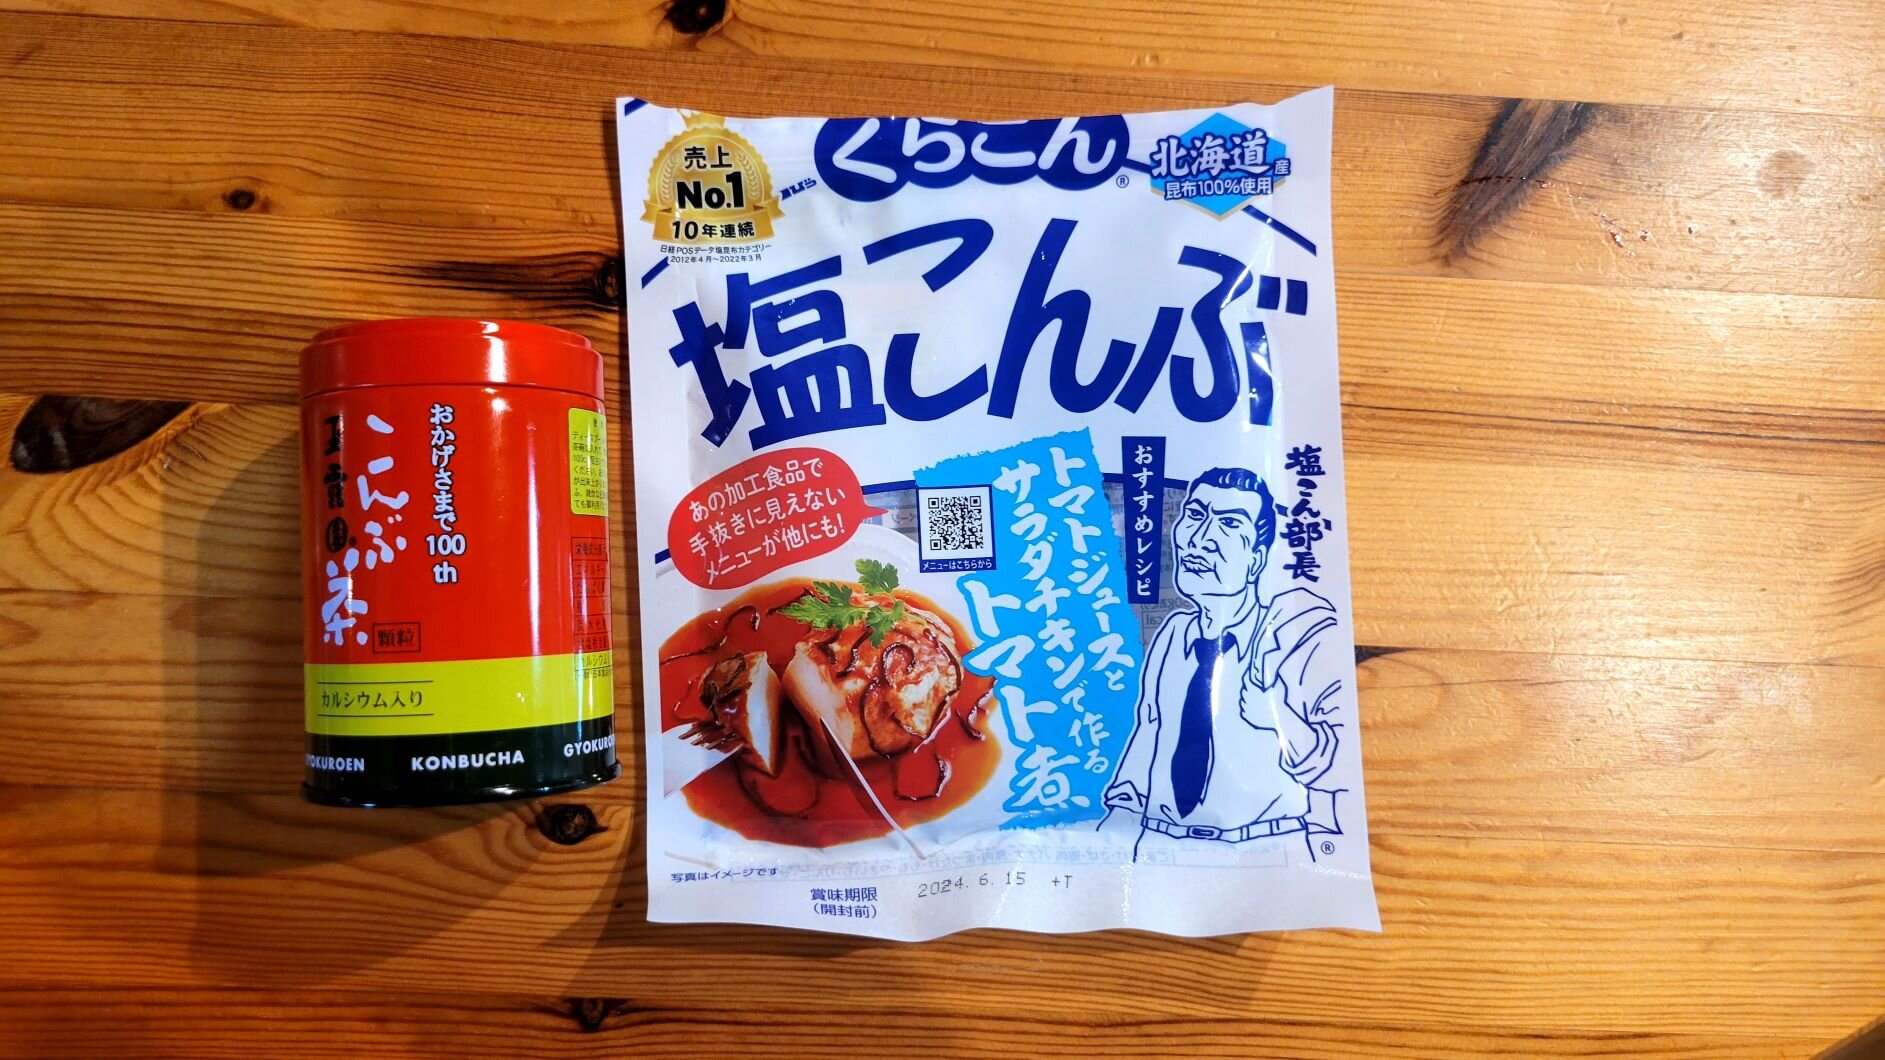 おかげさまで100th
玉露園
こんぶ茶
顆粒
カルシウム入り
KONBUCHA
売上
No.1
10年連続
日経POSデータ塩昆布カテゴリー
2012年4月〜2022年3月
くらこん
®
北海道産
昆布100%使用
塩こんぶ
あの加工食品で
手抜きに見えない
メニューが他にも!
メニューはこちらから
おすすめレシピ
トマトジュースと
サラダチキンで作る
トマト煮
塩こん部長
®
写真はイメージです
賞味期限
(開封前)
2024. 6. 15 +T